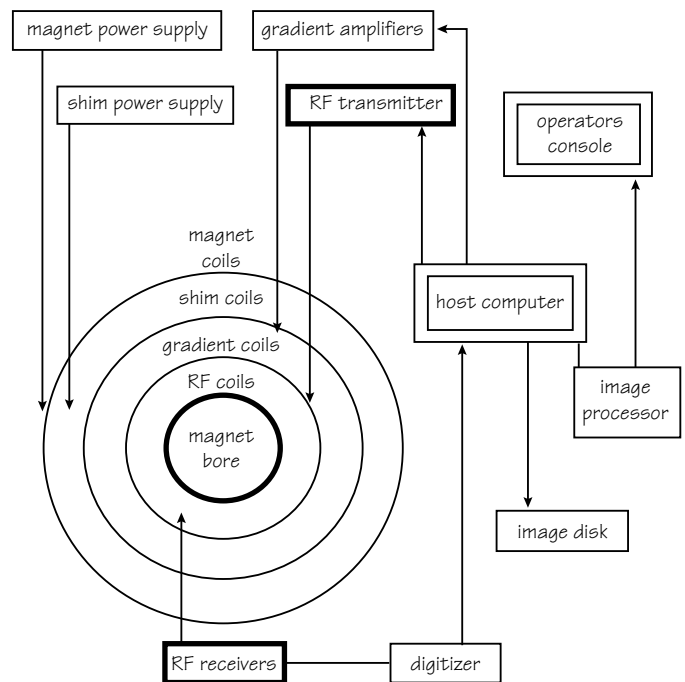 magnet power supply
gradient amplifiers
shim power supply
RF transmitter
operators
console
magnet
coils
shim coils
host computer
gradient coils
RF coils
image
processor
magnet
bore
image disk
RF receivers
digitizer